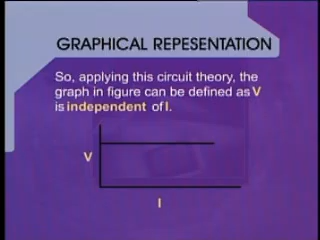 GRAPHICAL REPESENTATION
So, applying this circuit theory, the
graph in figure can be defined as V
is independent of I.
V
I